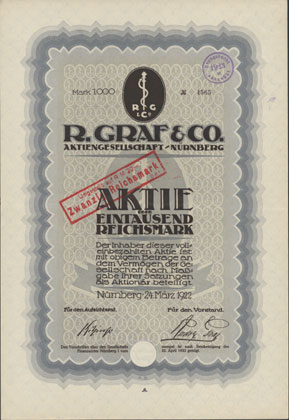 Mark 1000
R G
& Co
R. GRAF & CO.
AKTIENGESELLSCHAFT - NÜRNBERG
Zwanzig Reichsmark
AKTIE
EINTAUSEND
REICHSMARK
Der Inhaber dieser voll-
einbezahlten Aktie ist
mit obigem Betrage an
dem Vermögen der Ge-
sellschaft nach Maß-
gabe ihrer Satzungen
als Aktionär beteiligt.
Nürnberg - 24 März 1922
Für den Aufsichtsrat. Für den Vorstand.